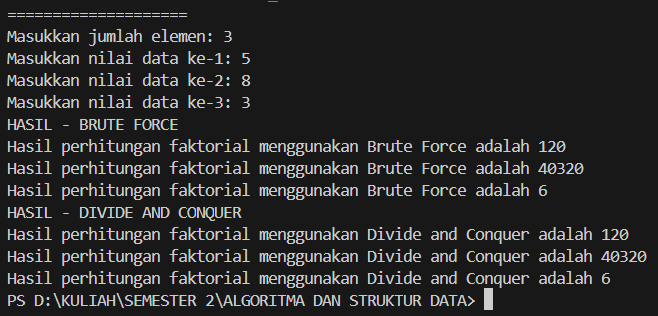 ====================
Masukkan jumlah elemen: 3
Masukkan nilai data ke-1: 5
Masukkan nilai data ke-2: 8
Masukkan nilai data ke-3: 3
HASIL - BRUTE FORCE
Hasil perhitungan faktorial menggunakan Brute Force adalah 120
Hasil perhitungan faktorial menggunakan Brute Force adalah 40320
Hasil perhitungan faktorial menggunakan Brute Force adalah 6
HASIL - DIVIDE AND CONQUER
Hasil perhitungan faktorial menggunakan Divide and Conquer adalah 120
Hasil perhitungan faktorial menggunakan Divide and Conquer adalah 40320
Hasil perhitungan faktorial menggunakan Divide and Conquer adalah 6
PS D:\KULIAH\SEMESTER 2\ALGORITMA DAN STRUKTUR DATA>